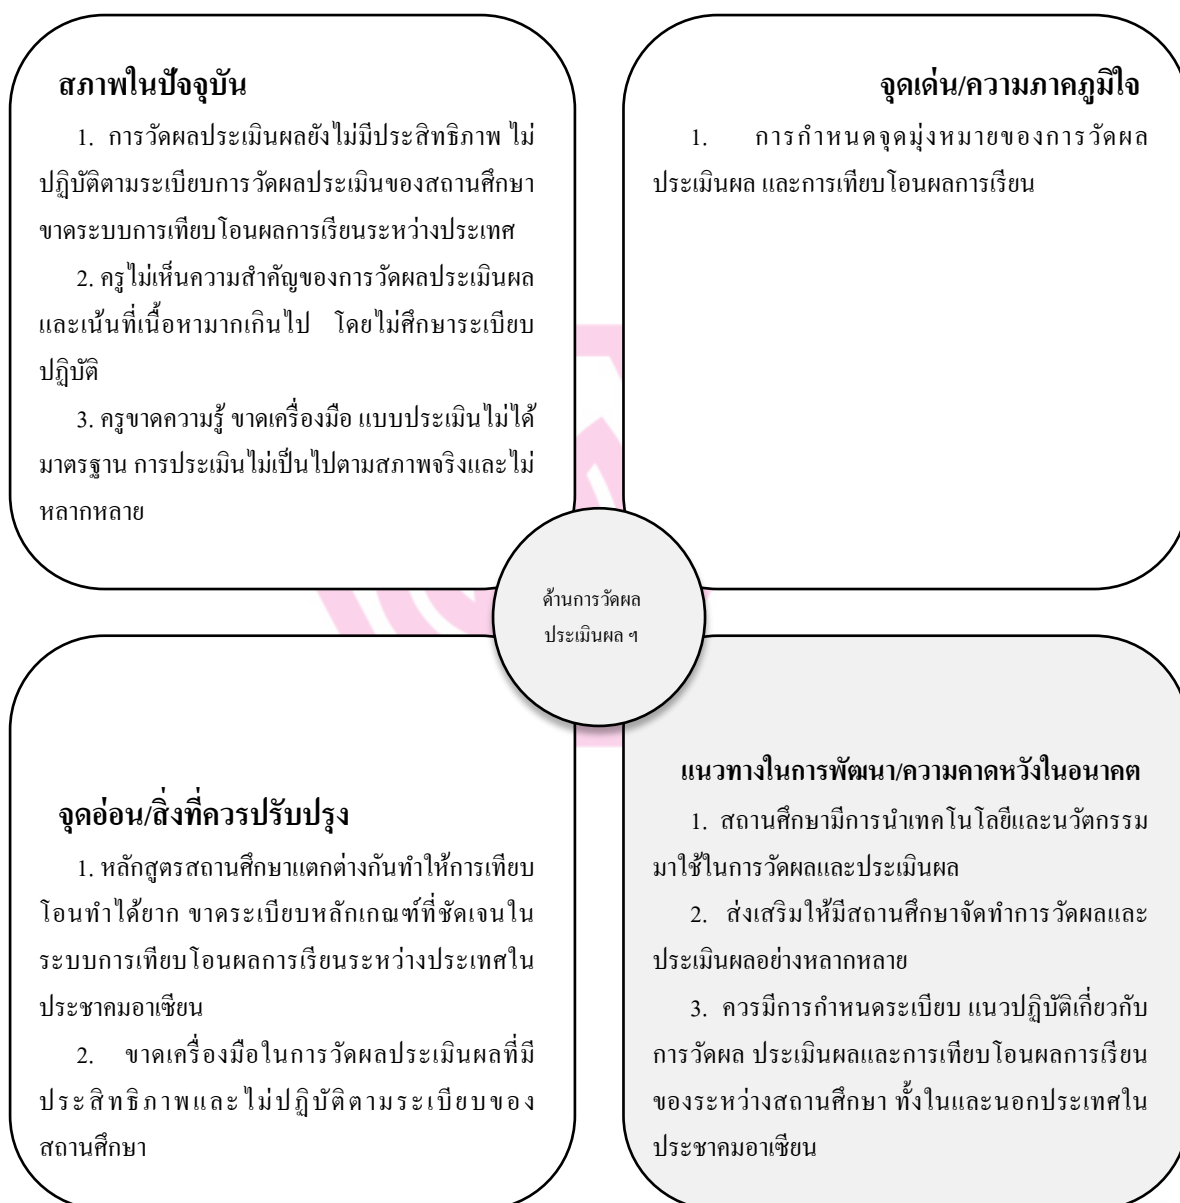 สภาพในปัจจุบัน
1. การวัดผลประเมินผลยังไม่มีประสิทธิภาพ ไม่
ปฏิบัติตามระเบียบการวัดผลประเมินของสถานศึกษา
ขาดระบบการเทียบโอนผลการเรียนระหว่างประเทศ
2. ครูไม่เห็นความสำคัญของการวัดผลประเมินผล
และเน้นที่เนื้อหามากเกินไป โดยไม่ศึกษาระเบียบ
ปฏิบัติ
3. ครูขาดความรู้ ขาดเครื่องมือ แบบประเมินไม่ได้
มาตรฐาน การประเมินไม่เป็นไปตามสภาพจริงและไม่
หลากหลาย
จุดเด่น/ความภาคภูมิใจ
1. การกำหนดจุดมุ่งหมายของการวัดผล
ประเมินผล และการเทียบโอนผลการเรียน
ด้านการวัดผล
ประเมินผล ฯ
จุดอ่อน/สิ่งที่ควรปรับปรุง
1. หลักสูตรสถานศึกษาแตกต่างกันทำให้การเทียบ
โอนทำได้ยาก ขาดระเบียบหลักเกณฑ์ที่ชัดเจนใน
ระบบการเทียบโอนผลการเรียนระหว่างประเทศใน
ประชาคมอาเซียน
2. ขาดเครื่องมือในการวัดผลประเมินผลที่มี
ประสิทธิภาพและไม่ปฏิบัติตามระเบียบของ
สถานศึกษา
แนวทางในการพัฒนา/ความคาดหวังในอนาคต
1. สถานศึกษามีการนำเทคโนโลยีและนวัตกรรม
มาใช้ในการวัดผลและประเมินผล
2. ส่งเสริมให้มีสถานศึกษาจัดทำการวัดผลและ
ประเมินผลอย่างหลากหลาย
3. ควรมีการกำหนดระเบียบ แนวปฏิบัติเกี่ยวกับ
การวัดผล ประเมินผลและการเทียบโอนผลการเรียน
ของระหว่างสถานศึกษา ทั้งในและนอกประเทศใน
ประชาคมอาเซียน